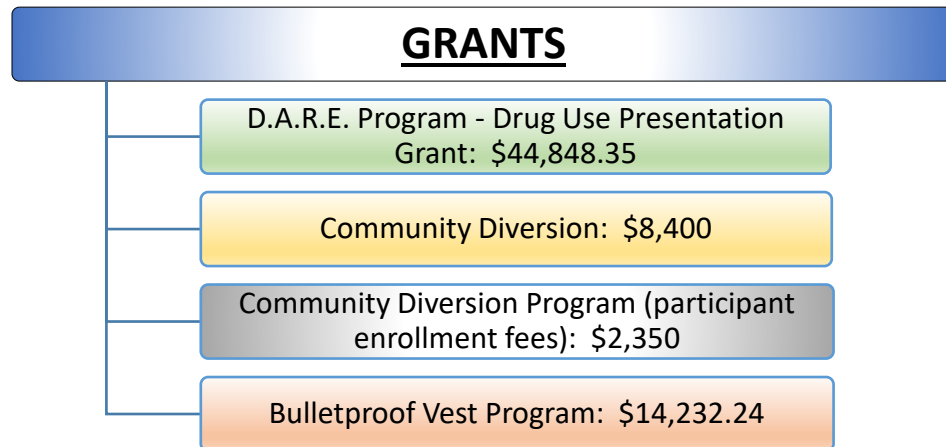 GRANTS
D.A.R.E. Program - Drug Use Presentation
Grant:  $44,848.35
Community Diversion:  $8,400
Community Diversion Program (participant
enrollment fees):  $2,350
Bulletproof Vest Program:  $14,232.24